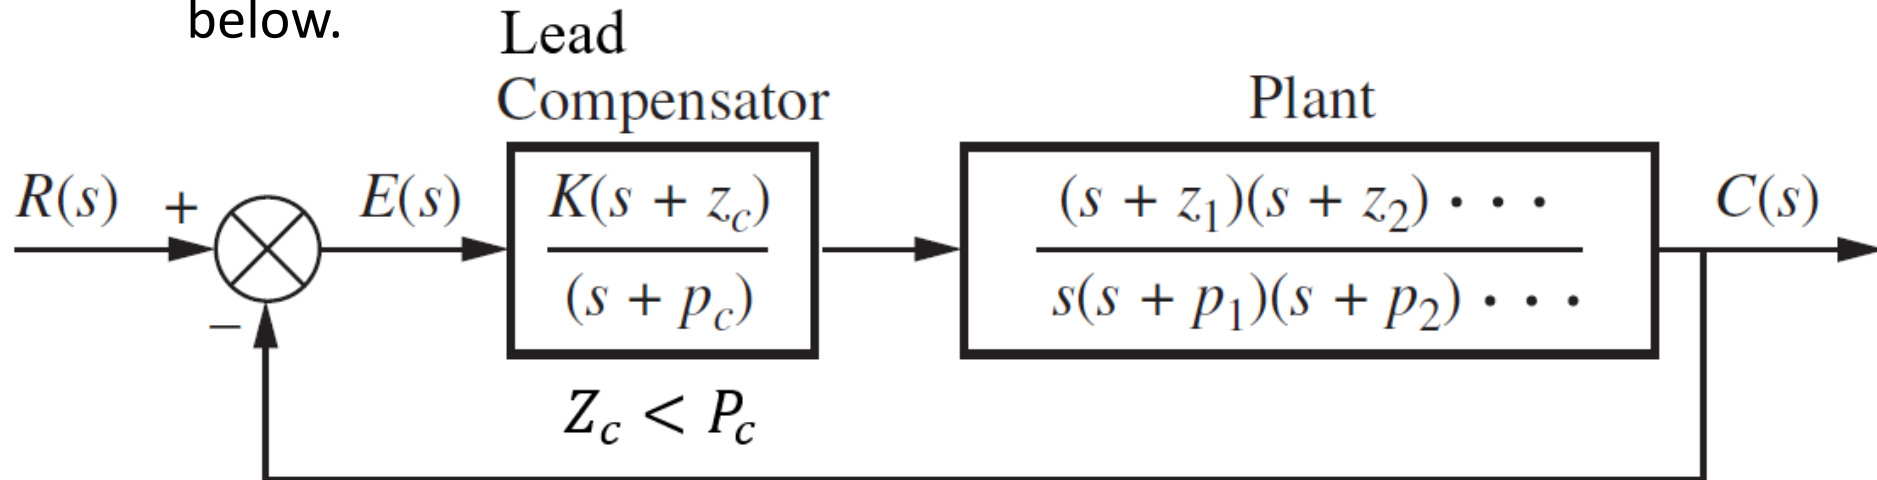 below.
Lead
Compensator
Plant
R(s) +
E(s)
K(s + z_c)
(s + p_c)
(s + z_1)(s + z_2) · · ·
s(s + p_1)(s + p_2) · · ·
C(s)
−
Z_c < P_c